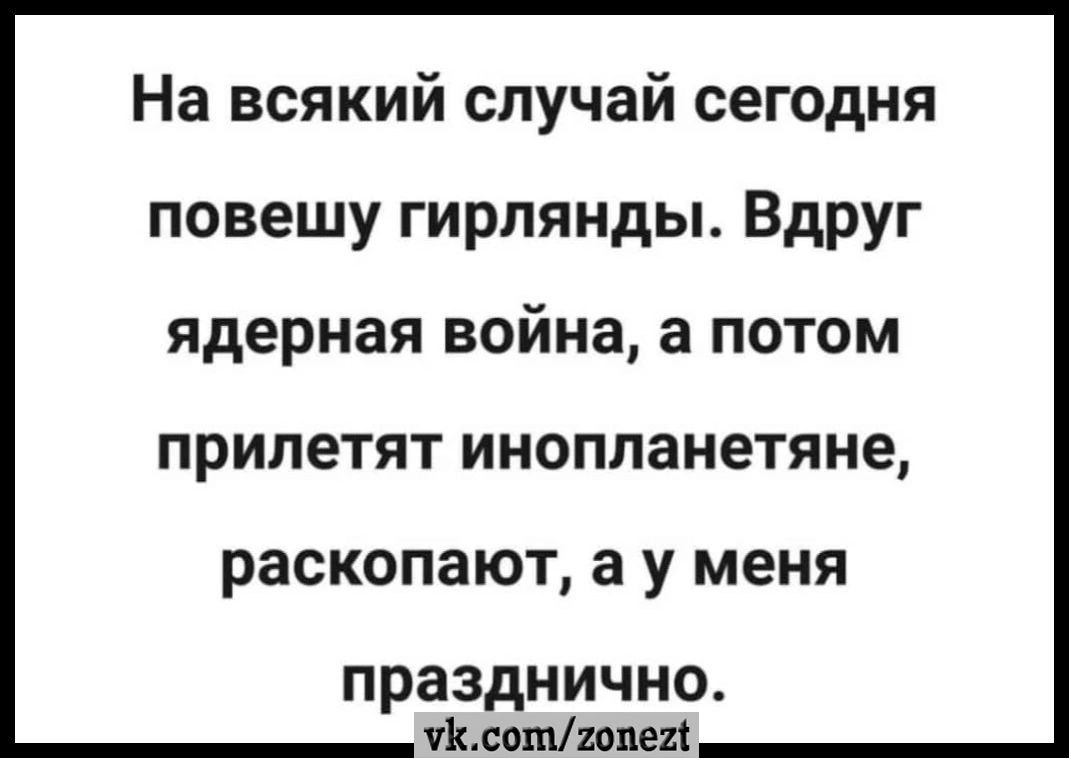 На всякий случай сегодня
повешу гирлянды. Вдруг
ядерная война, а потом
прилетят инопланетяне,
раскопают, а у меня
празднично.
vk.com/zonezt